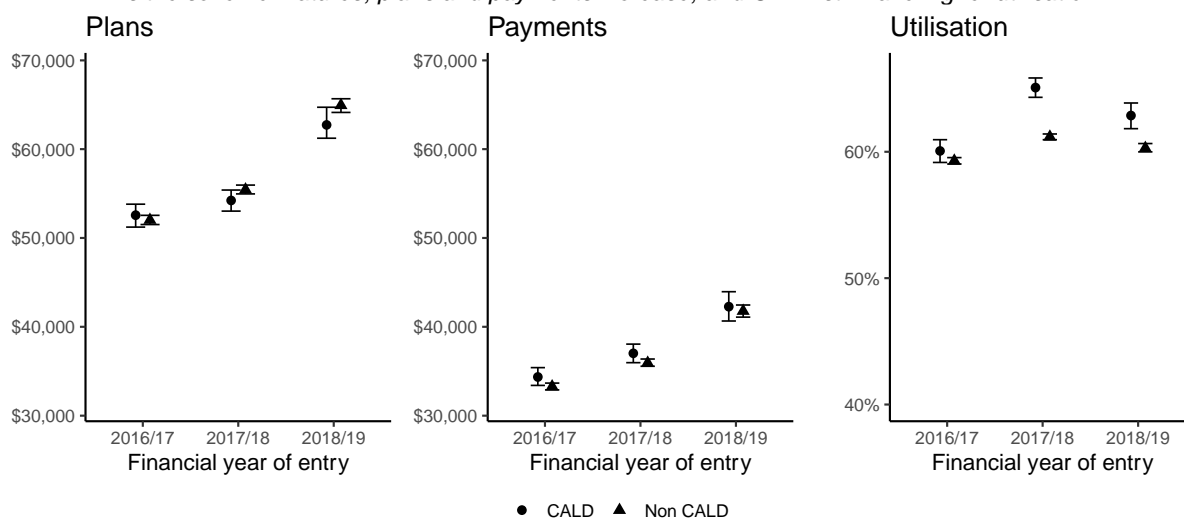 Plans
Payments
Utilisation
$70,000
$60,000
$50,000
$40,000
$30,000
2016/17 2017/18 2018/19
Financial year of entry
$70,000
$60,000
$50,000
$40,000
$30,000
2016/17 2017/18 2018/19
Financial year of entry
60%
50%
40%
2016/17 2017/18 2018/19
Financial year of entry
CALD Non CALD